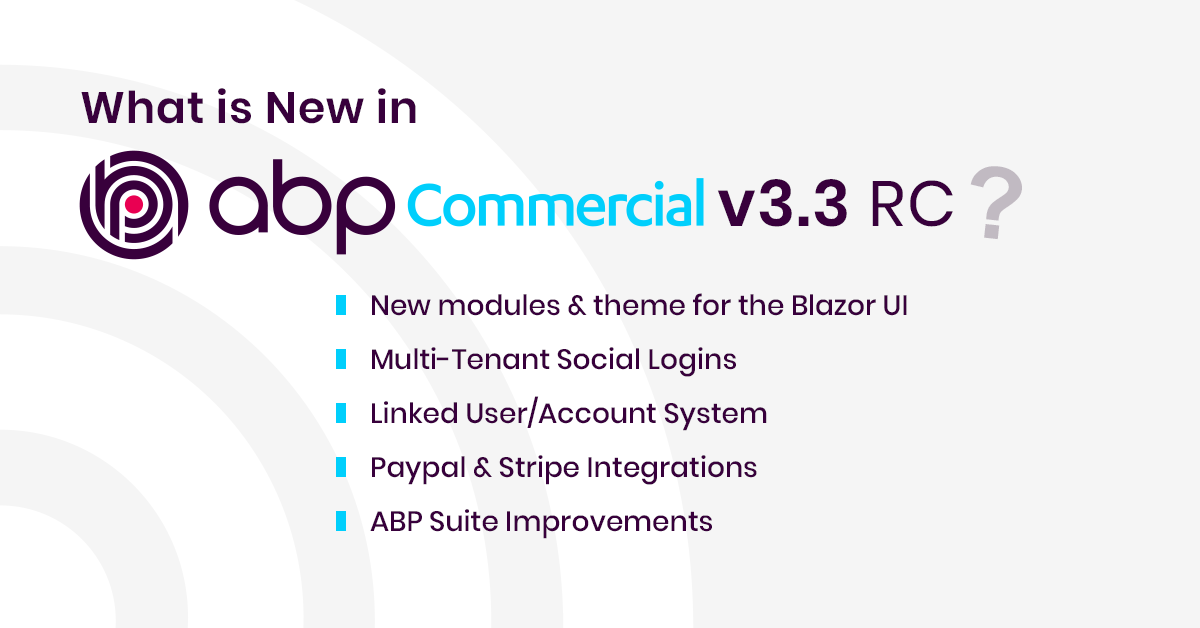 What is New in
abp Commercial v3.3 RC ?
New modules & theme for the Blazor UI
Multi-Tenant Social Logins
Linked User/Account System
Paypal & Stripe Integrations
ABP Suite Improvements